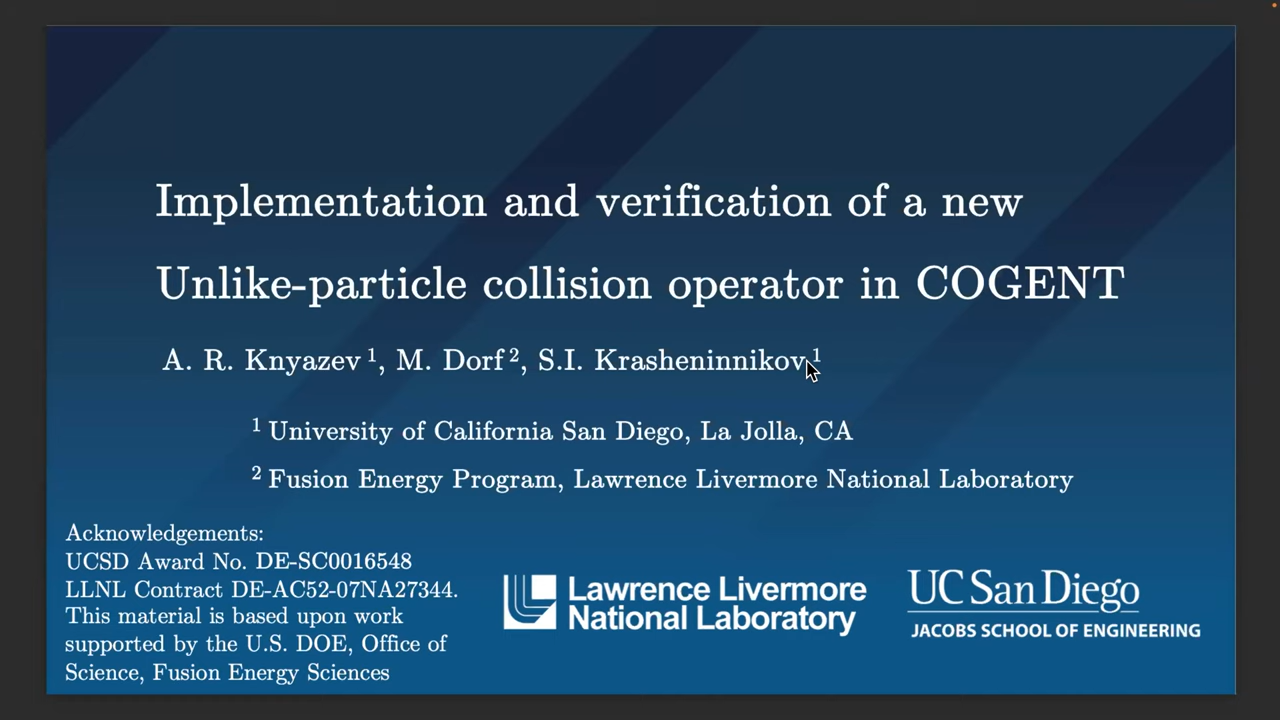 Implementation and verification of a new
Unlike-particle collision operator in COGENT
A. R. Knyazev ¹, M. Dorf ², S.I. Krasheninnikov ¹
¹ University of California San Diego, La Jolla, CA
² Fusion Energy Program, Lawrence Livermore National Laboratory
Acknowledgements:
UCSD Award No. DE-SC0016548
LLNL Contract DE-AC52-07NA27344.
This material is based upon work
supported by the U.S. DOE, Office of
Science, Fusion Energy Sciences
Lawrence Livermore
National Laboratory
UC San Diego
JACOBS SCHOOL OF ENGINEERING